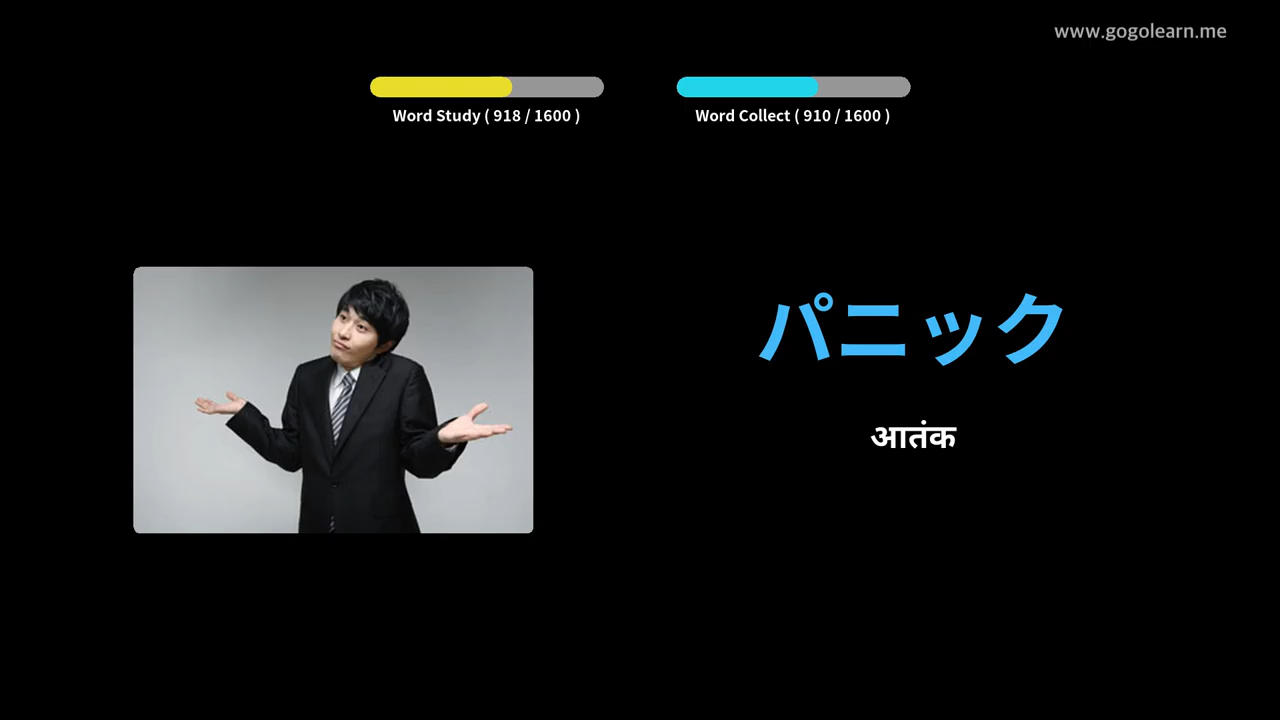 www.gogolearn.me
Word Study ( 918 / 1600 )
Word Collect ( 910 / 1600 )
パニック
आतंक